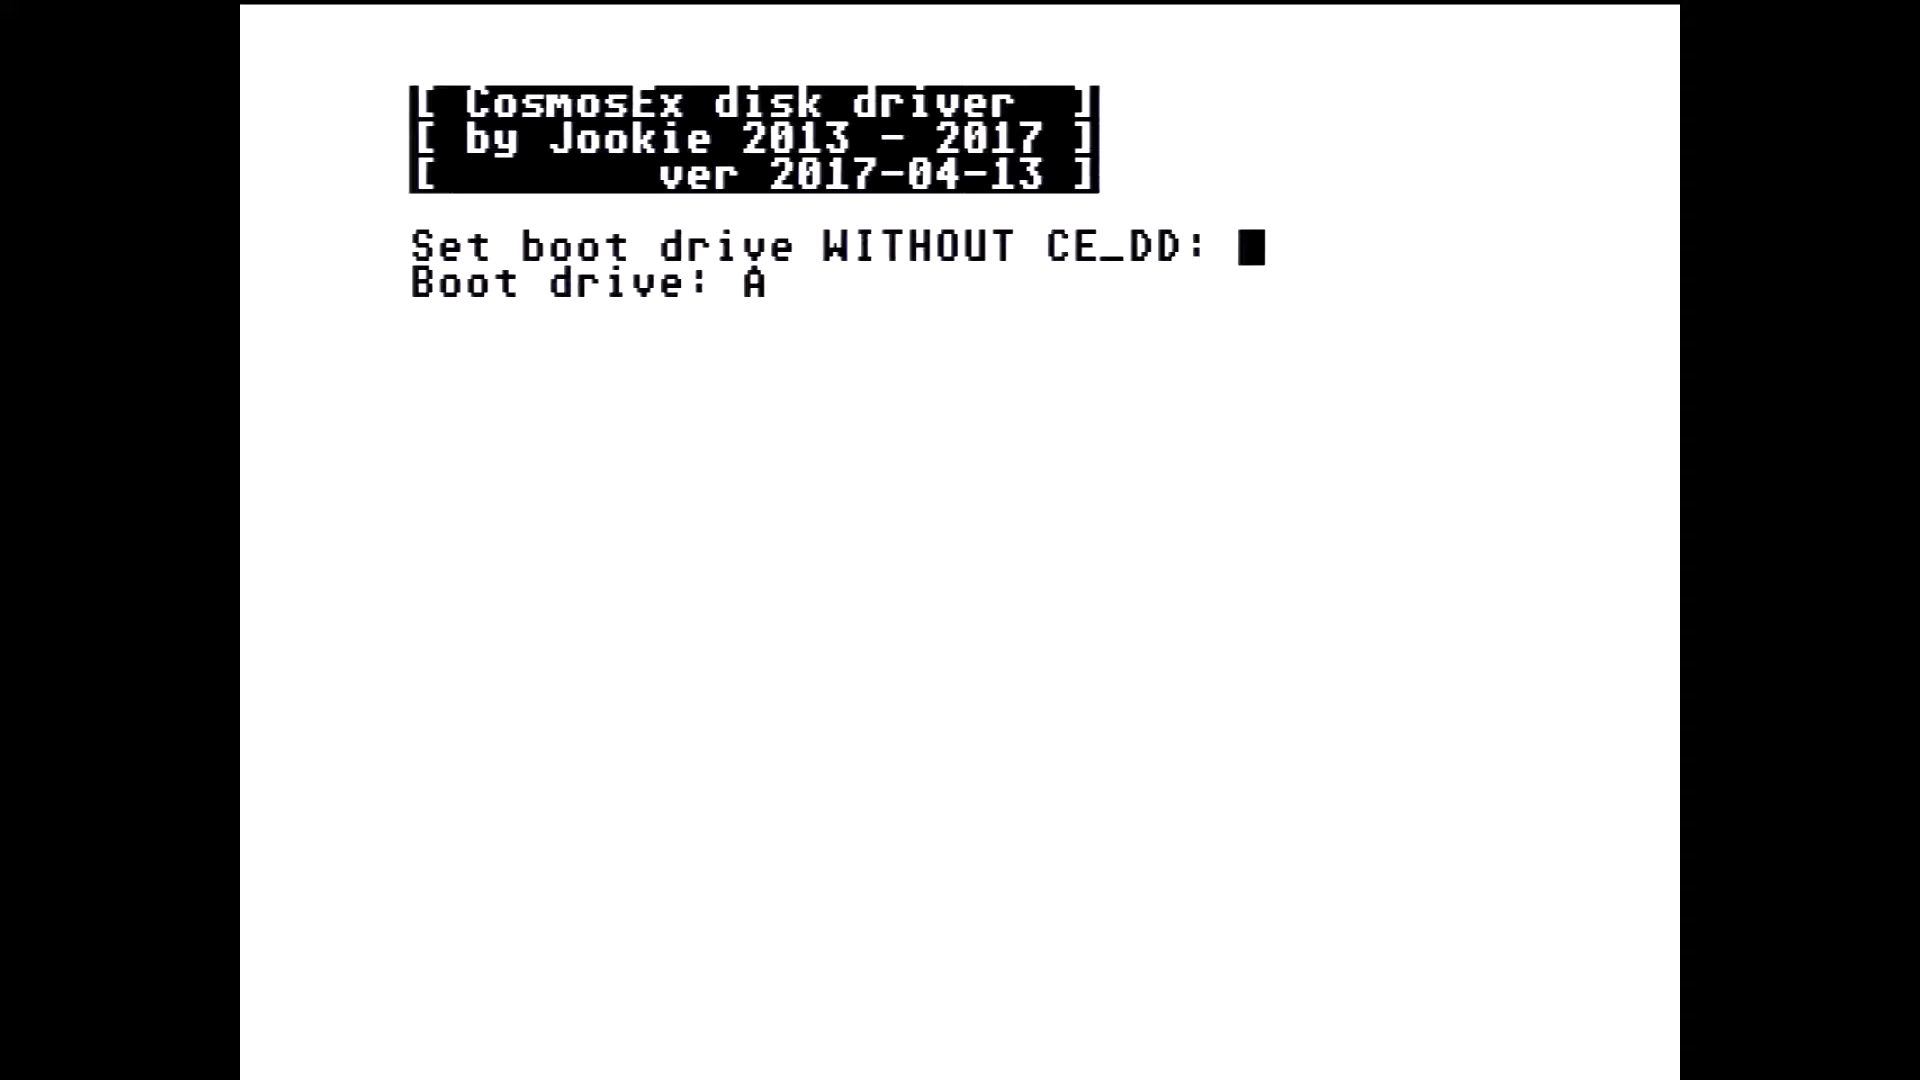 [ CosmosEx disk driver  ]
[ by Jookie 2013 - 2017 ]
[        ver 2017-04-13 ]
Set boot drive WITHOUT CE_DD:
Boot drive: A